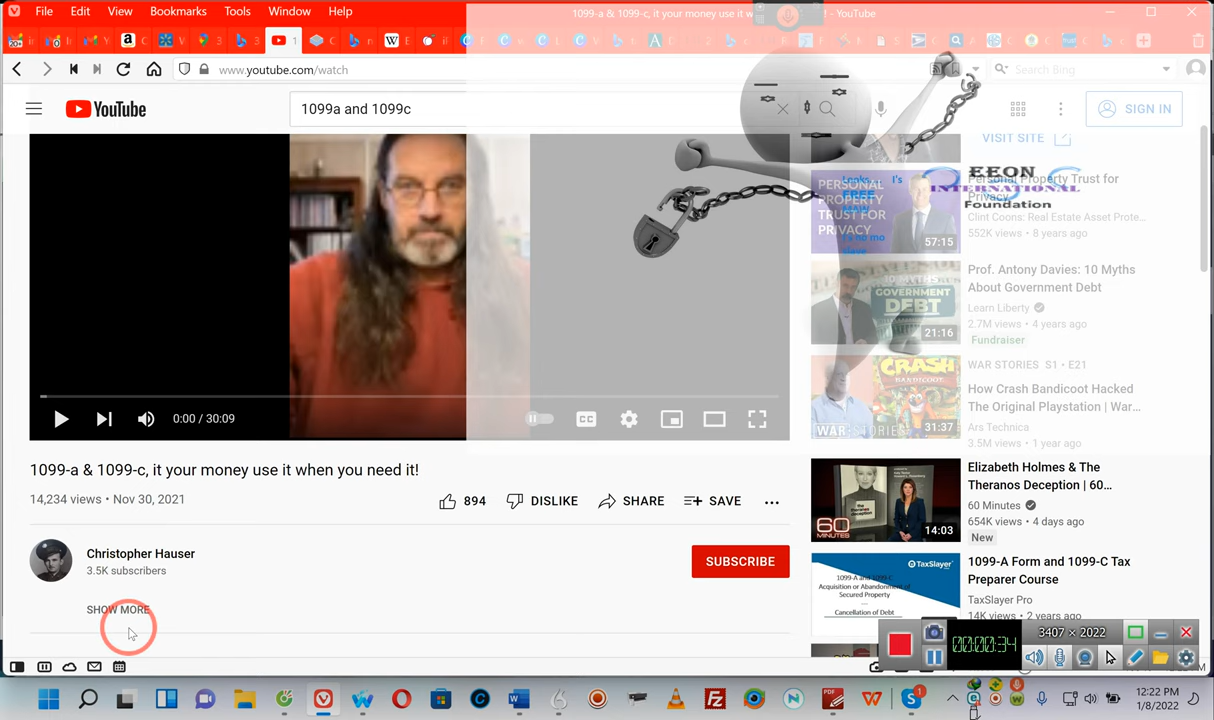 File Edit View Bookmarks Tools Window Help
1099-a & 1099-c, it your money use it w
! - YouTube
www.youtube.com/watch
Search Bing
YouTube
1099a and 1099c
SIGN IN
VISIT SITE
EEON
INTERNATIONAL
Foundation
Personal Property Trust for
Privacy
Clint Coons: Real Estate Asset Prote...
552K views • 8 years ago
PERSONAL
PROPERTY
TRUST FOR
PRIVACY
I's
FREE
I's no mo
slave
57:15
Prof. Antony Davies: 10 Myths
About Government Debt
Learn Liberty
2.7M views • 4 years ago
Fundraiser
GOVERNMENT
DEBT
21:16
WAR STORIES S1 • E21
How Crash Bandicoot Hacked
The Original Playstation | War...
Ars Technica
3.5M views • 1 year ago
CRASH
BANDICOOT
WAR STORIES
31:37
0:00 / 30:09
CC
1099-a & 1099-c, it your money use it when you need it!
14,234 views • Nov 30, 2021
894 DISLIKE SHARE SAVE ...
Christopher Hauser
3.5K subscribers
SUBSCRIBE
SHOW MORE
Elizabeth Holmes & The
Theranos Deception | 60...
60 Minutes
654K views • 4 days ago
New
60
MINUTES
14:03
1099-A Form and 1099-C Tax
Preparer Course
TaxSlayer Pro
14K views • 2 years ago
TaxSlayer
1099-A and 1099-C
Acquisition or Abandonment of
Secured Property
Cancellation of Debt
00:00:34
3407 × 2022
12:22 PM
1/8/2022